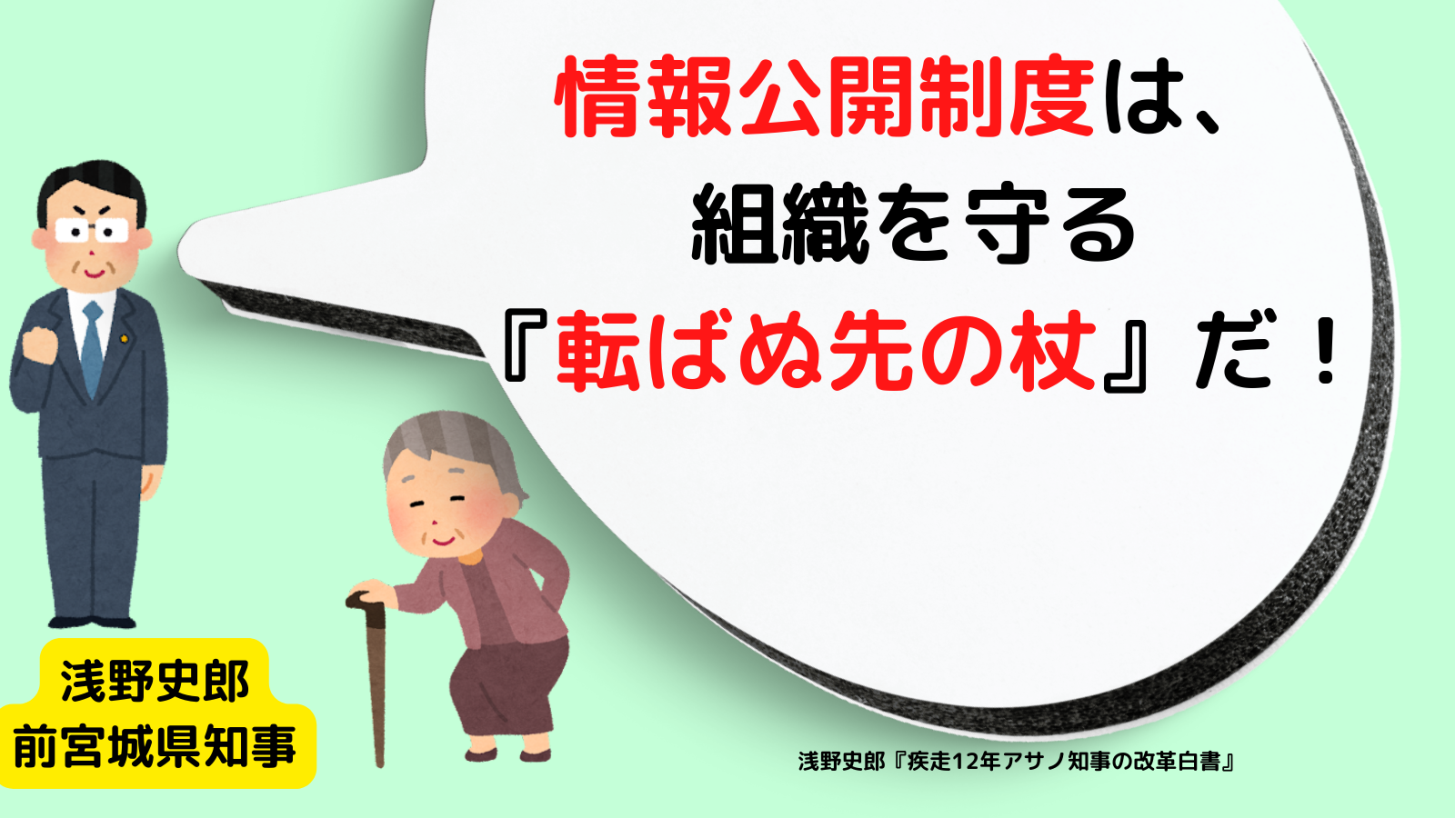 情報公開制度は、
組織を守る
『転ばぬ先の杖』だ！
浅野史郎
前宮城県知事
浅野史郎『疾走12年アサノ知事の改革白書』